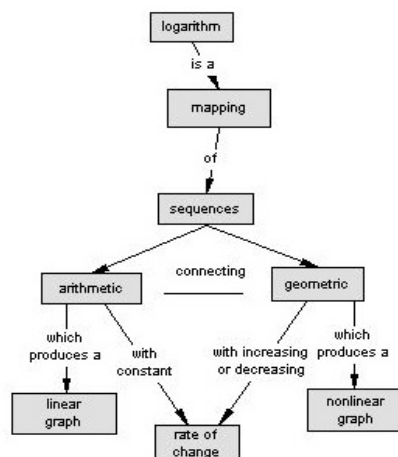 logarithm
is a
mapping
of
sequences
connecting
arithmetic
geometric
which
produces a
with
constant
with increasing
or decreasing
which
produces a
linear
graph
rate of
change
nonlinear
graph